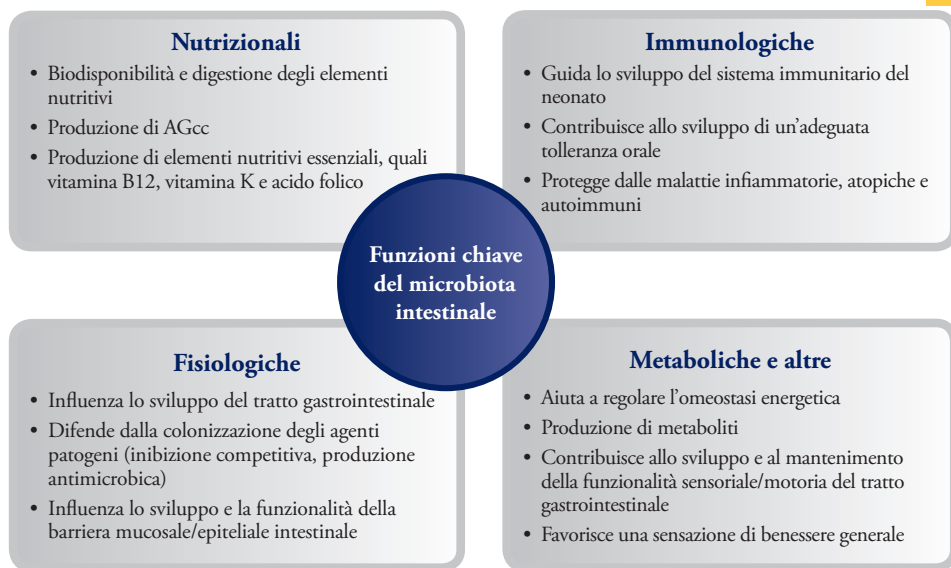 Nutrizionali
• Biodisponibilità e digestione degli elementi
nutritivi
• Produzione di AGcc
• Produzione di elementi nutritivi essenziali, quali
vitamina B12, vitamina K e acido folico
Immunologiche
• Guida lo sviluppo del sistema immunitario del
neonato
• Contribuisce allo sviluppo di un’adeguata
tolleranza orale
• Protegge dalle malattie infiammatorie, atopiche e
autoimmuni
Funzioni chiave
del microbiota
intestinale
Fisiologiche
• Influenza lo sviluppo del tratto gastrointestinale
• Difende dalla colonizzazione degli agenti
patogeni (inibizione competitiva, produzione
antimicrobica)
• Influenza lo sviluppo e la funzionalità della
barriera mucosale/epiteliale intestinale
Metaboliche e altre
• Aiuta a regolare l’omeostasi energetica
• Produzione di metaboliti
• Contribuisce allo sviluppo e al mantenimento
della funzionalità sensoriale/motoria del tratto
gastrointestinale
• Favorisce una sensazione di benessere generale